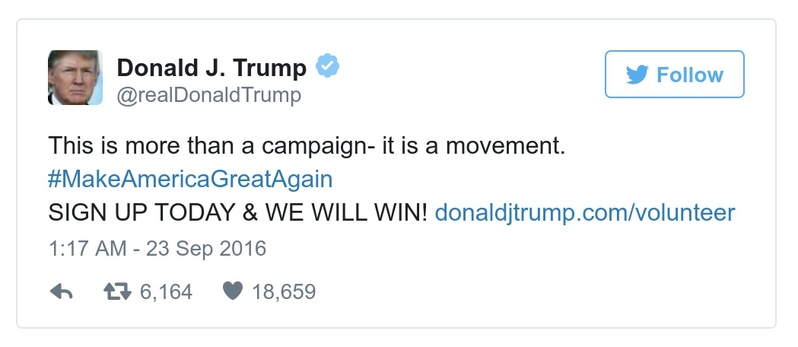 Donald J. Trump
@realDonaldTrump
Follow
This is more than a campaign- it is a movement.
#MakeAmericaGreatAgain
SIGN UP TODAY & WE WILL WIN! donaldjtrump.com/volunteer
1:17 AM - 23 Sep 2016
6,164 18,659